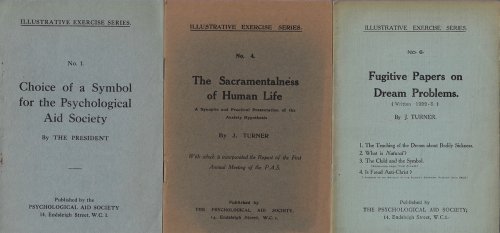 ILLUSTRATIVE EXERCISE SERIES.
No. 1
Choice of a Symbol
for the Psychological
Aid Society
By THE PRESIDENT
Published by the
PSYCHOLOGICAL AID SOCIETY
14, Endsleigh Street, W.C.1.
ILLUSTRATIVE EXERCISE SERIES.
No. 4.
The Sacramentalness
of Human Life
A Synoptic and Practical Presentation of the
Anxiety Hypothesis
By J. TURNER
With which is incorporated the Report of the First
Annual Meeting of the P.A.S.
Published by
THE PSYCHOLOGICAL AID SOCIETY,
14, Endsleigh Street, W.C.1.
ILLUSTRATIVE EXERCISE SERIES.
No. 6.
Fugitive Papers on
Dream Problems.
(Written 1922-3.)
By J. TURNER.
1. The Teaching of the Dream about Bodily Sickness.
2. What is Natural?
3. The Child and the Symbol.
4. Is Freud Anti-Christ?
Published by
THE PSYCHOLOGICAL AID SOCIETY,
14, Endsleigh Street, W.C.1.